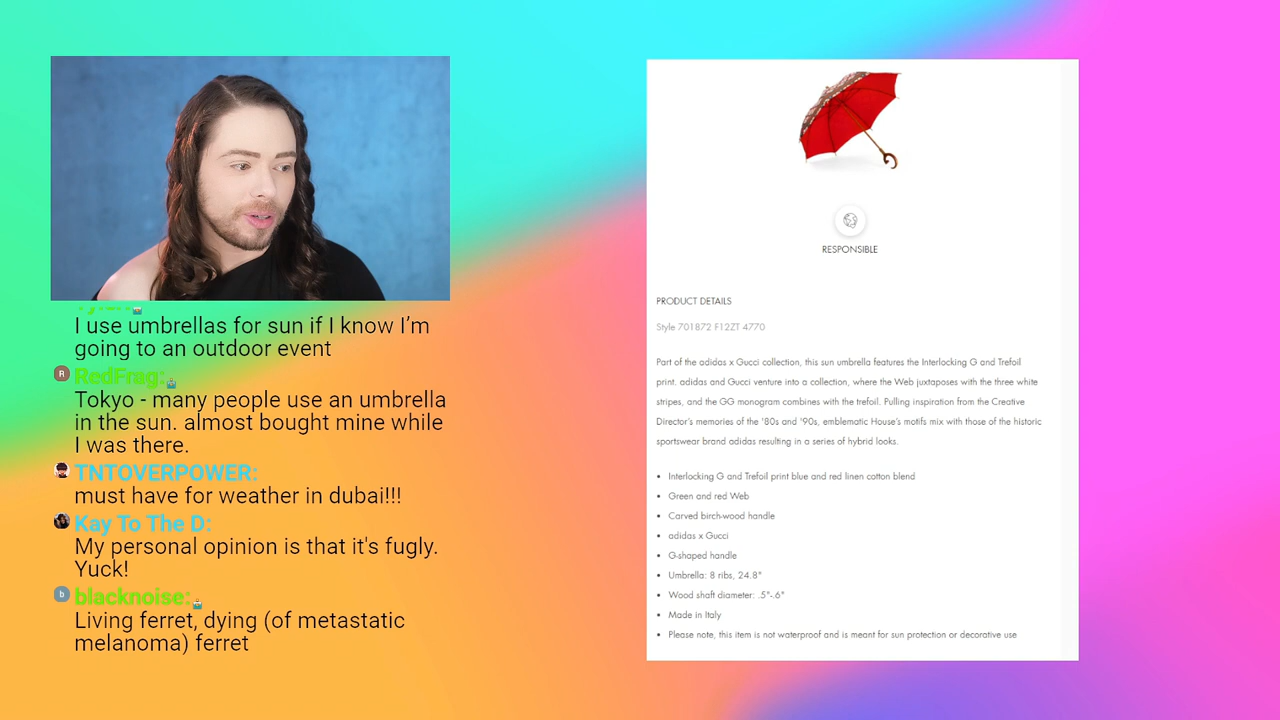 I use umbrellas for sun if I know I’m
going to an outdoor event
R
RedFrag:
Tokyo - many people use an umbrella
in the sun. almost bought mine while
I was there.
TNTOVERPOWER:
must have for weather in dubai!!!
Kay To The D:
My personal opinion is that it's fugly.
Yuck!
b
blacknoise:
Living ferret, dying (of metastatic
melanoma) ferret
RESPONSIBLE
PRODUCT DETAILS
Style 701872 F12ZT 4770
Part of the adidas x Gucci collection, this sun umbrella features the Interlocking G and Trefoil
print. adidas and Gucci venture into a collection, where the Web juxtaposes with the three white
stripes, and the GG monogram combines with the trefoil. Pulling inspiration from the Creative
Director's memories of the '80s and '90s, emblematic House's motifs mix with those of the historic
sportswear brand adidas resulting in a series of hybrid looks.
• Interlocking G and Trefoil print blue and red linen cotton blend
• Green and red Web
• Carved birch-wood handle
• adidas x Gucci
• G-shaped handle
• Umbrella: 8 ribs, 24.8"
• Wood shaft diameter: .5"-.6"
• Made in Italy
• Please note, this item is not waterproof and is meant for sun protection or decorative use